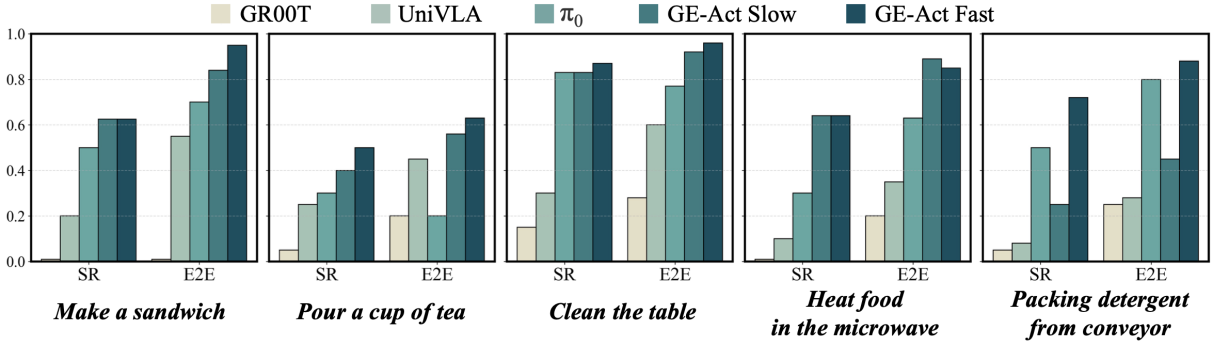 GR00T UniVLA π₀ GE-Act Slow GE-Act Fast
1.0
0.8
0.6
0.4
0.2
0.0
SR E2E SR E2E SR E2E SR E2E SR E2E
Make a sandwich
Pour a cup of tea
Clean the table
Heat food
in the microwave
Packing detergent
from conveyor